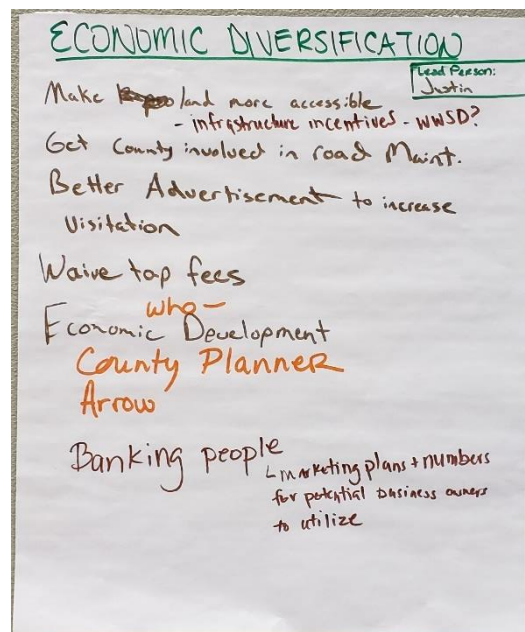 ECONOMIC DIVERSIFICATION
Lead Person:
Justin
Make land more accessible
- infrastructure incentives - WWSD?
Get County involved in road Maint.
Better Advertisement to increase
Visitation
Waive tap fees
who -
Economic Development
County Planner
Arrow
Banking people
marketing plans + numbers
for potential business owners
to utilize